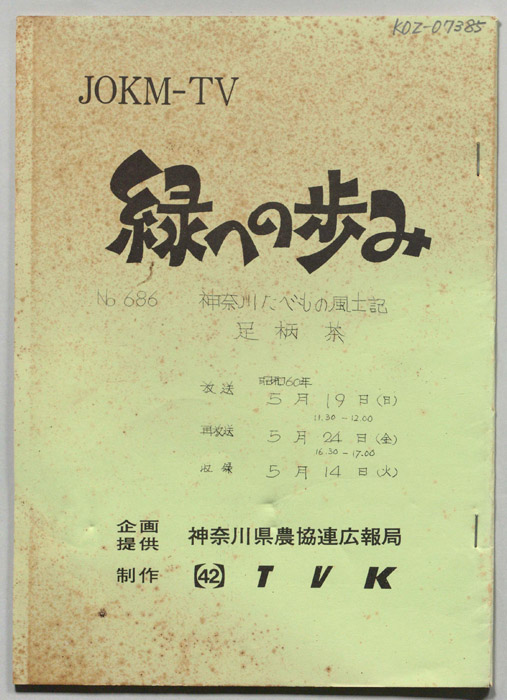 KOZ-07385
JOKM-TV
緑への歩み
No.686 神奈川たべもの風土記
足柄茶
昭和60年
放送 5月19日(日)
11.30-12.00
再放送 5月24日(金)
16.30-17.00
収録 5月14日(火)
企画
提供 神奈川県農協連広報局
制作 【42】 TVK